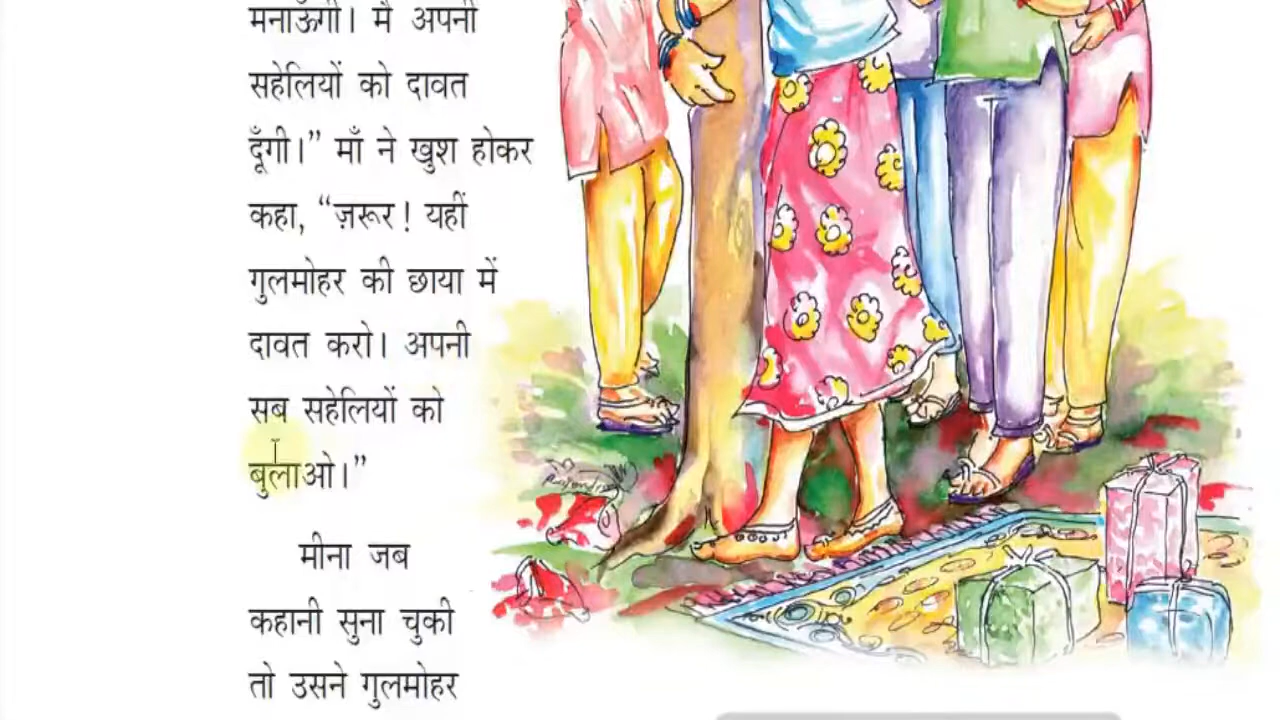 मनाऊँगी। मैं अपनी
सहेलियों को दावत
दूँगी।” माँ ने खुश होकर
कहा, “ज़रूर! यहीं
गुलमोहर की छाया में
दावत करो। अपनी
सब सहेलियों को
बुलाओ।”
मीना जब
कहानी सुना चुकी
तो उसने गुलमोहर